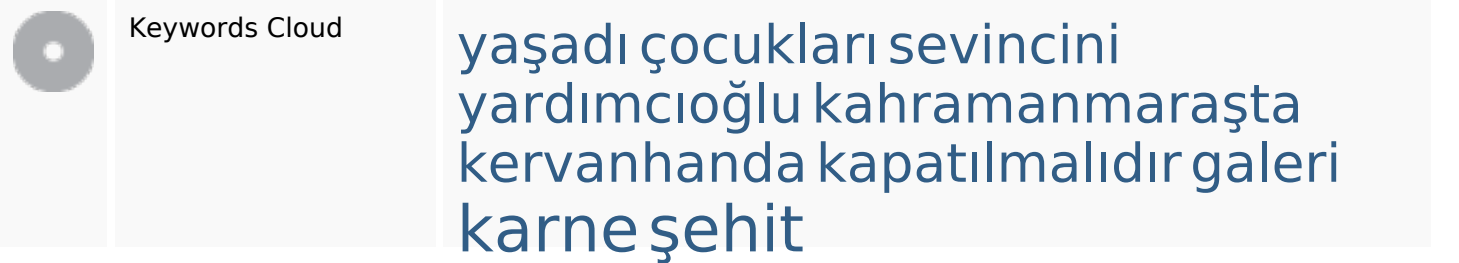 Keywords Cloud
yaşadı çocukları sevincini
yardımcıoğlu kahramanmaraşta
kervanhanda kapatılmalıdır galeri
karne şehit